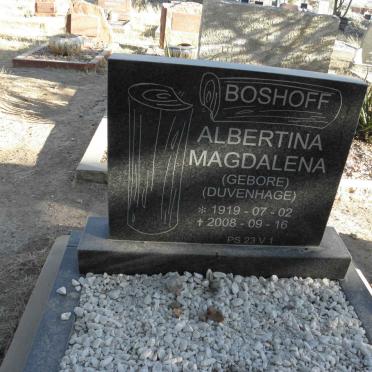 BOSHOFF
ALBERTINA
MAGDALENA
(GEBORE)
(DUVENHAGE)
* 1919 - 07 - 02
✝ 2008 - 09 - 16
PS 23 V 1